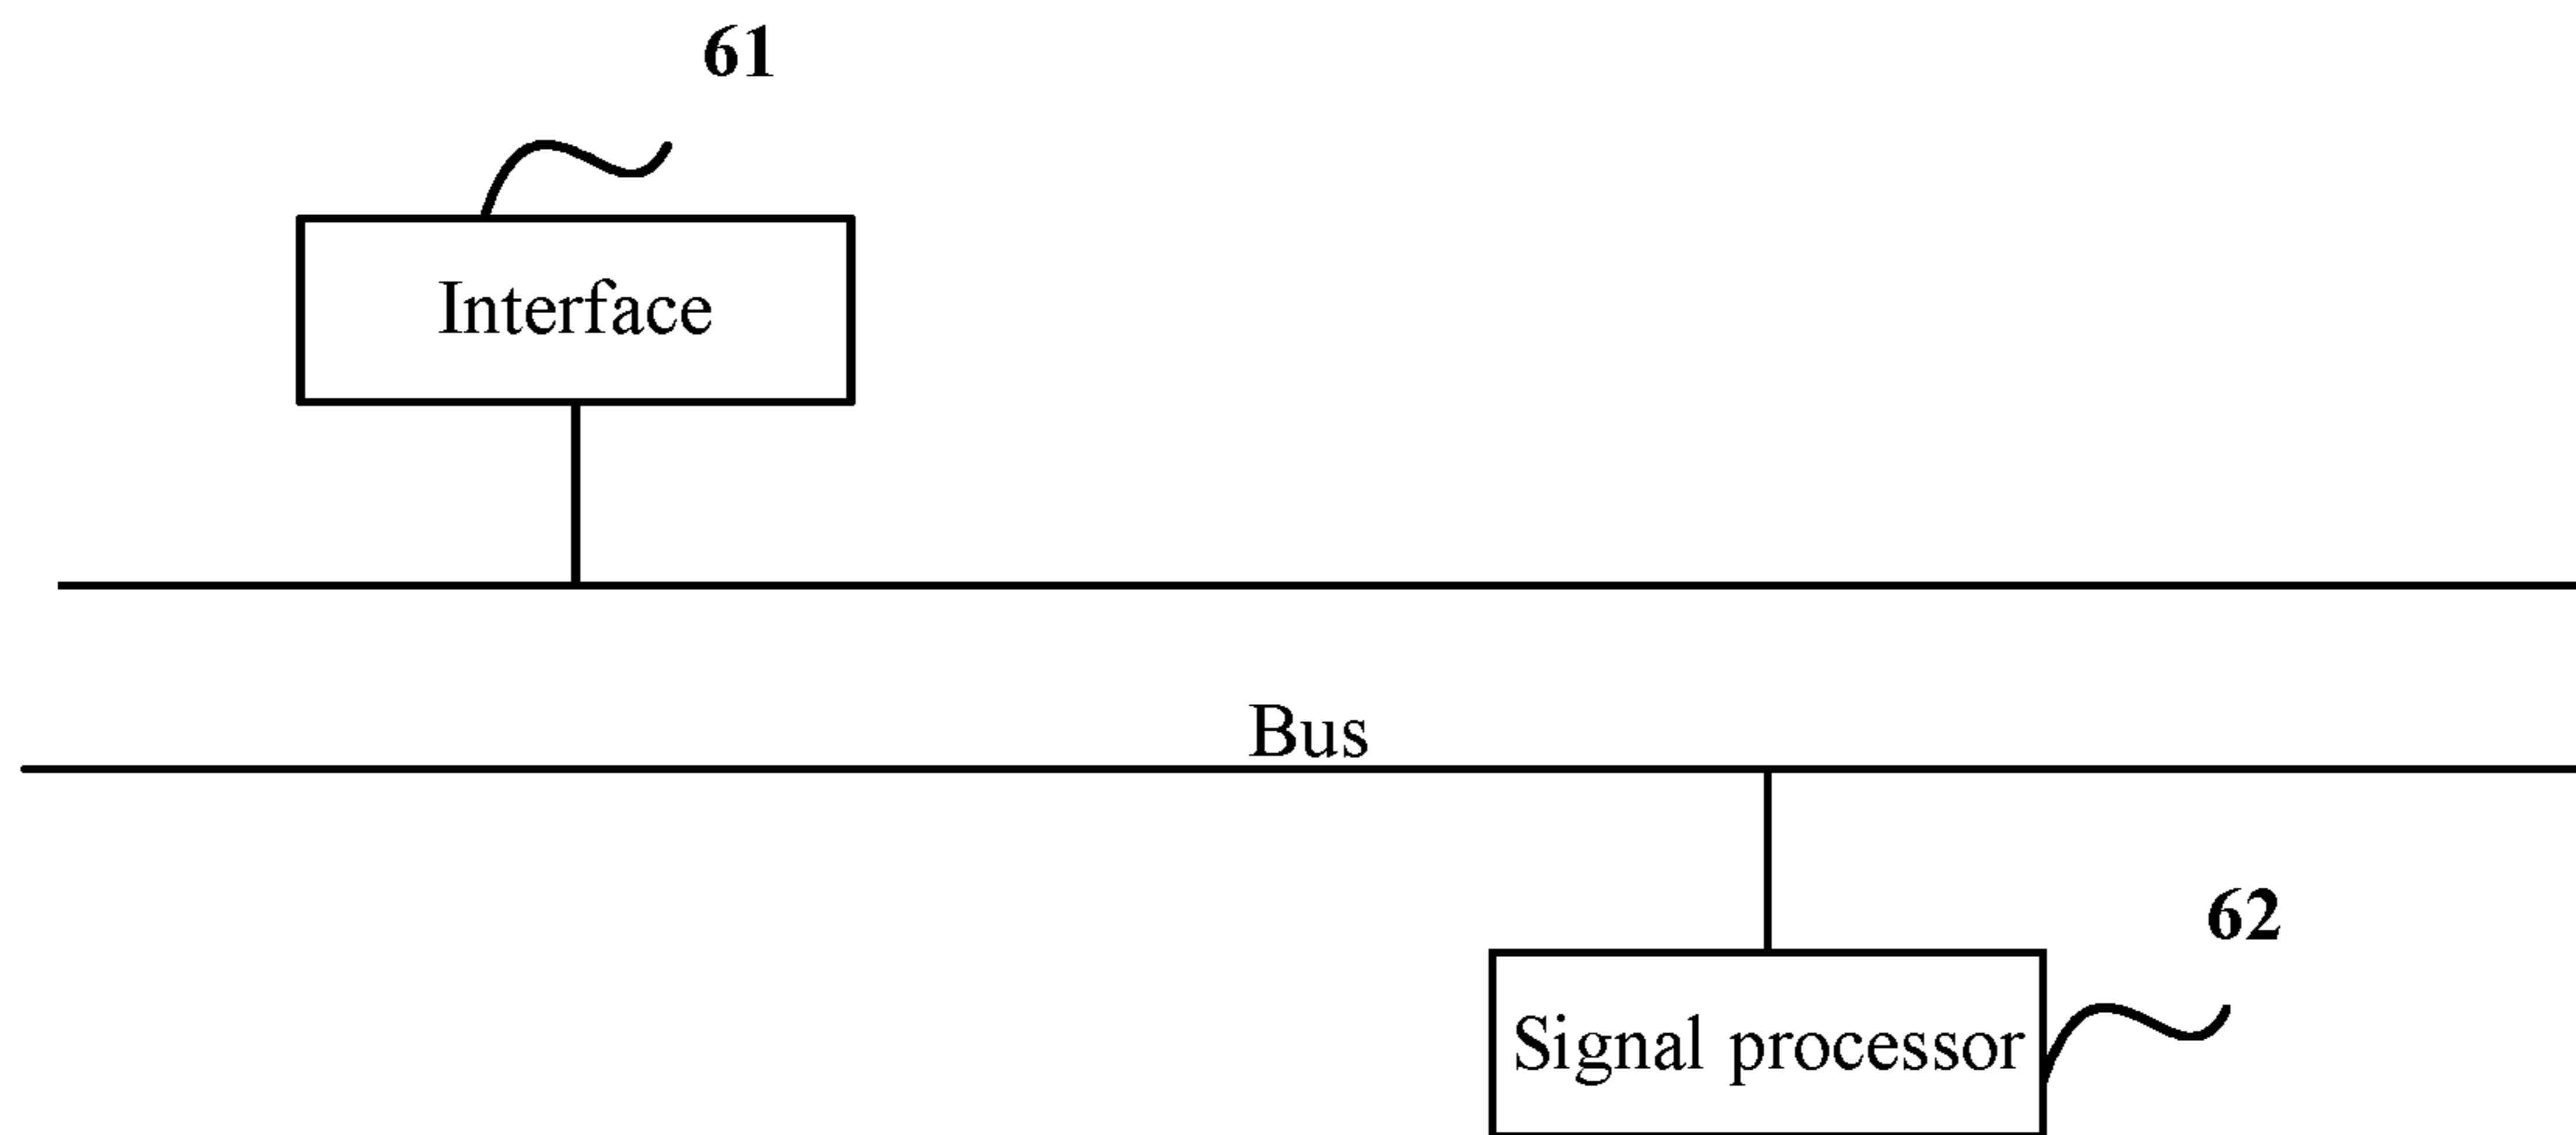 61
Interface
Bus
62
Signal processor